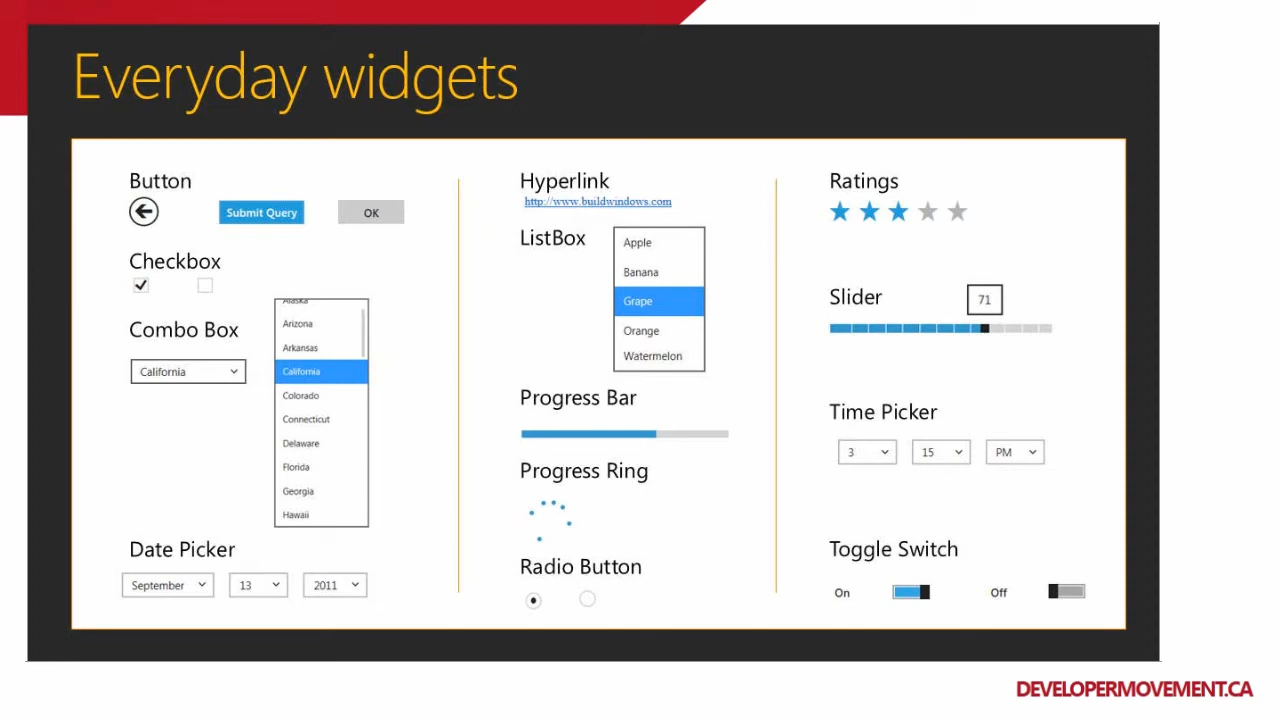 Everyday widgets
Button
Submit Query
OK
Checkbox
Combo Box
California
Alaska
Arizona
Arkansas
California
Colorado
Connecticut
Delaware
Florida
Georgia
Hawaii
Date Picker
September 13 2011
Hyperlink
http://www.buildwindows.com
ListBox
Apple
Banana
Grape
Orange
Watermelon
Progress Bar
Progress Ring
Radio Button
Ratings
Slider
71
Time Picker
3 15 PM
Toggle Switch
On Off
DEVELOPERMOVEMENT.CA